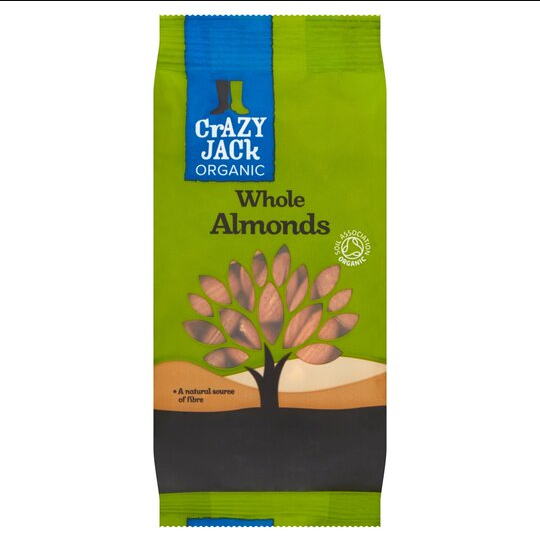 CrAZY
JACk
ORGANIC
Whole
Almonds
SOIL ASSOCIATION
ORGANIC
• A natural source
of fibre